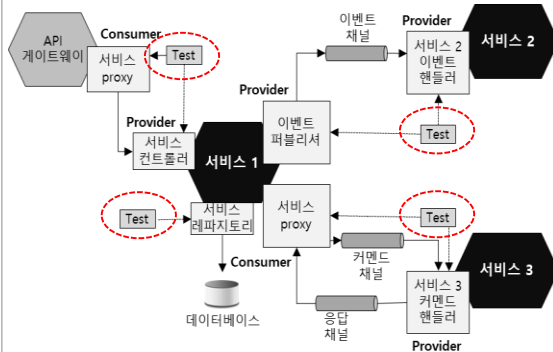 API
게이트웨이
Consumer
서비스
proxy
Test
Provider
서비스
컨트롤러
서비스 1
Test
서비스
레파지토리
데이터베이스
이벤트
채널
Provider
이벤트
퍼블리셔
Provider
서비스 2
이벤트
핸들러
서비스 2
Test
서비스
proxy
Consumer
Test
커멘드
채널
응답
채널
서비스 3
커멘드
핸들러
Provider
서비스 3